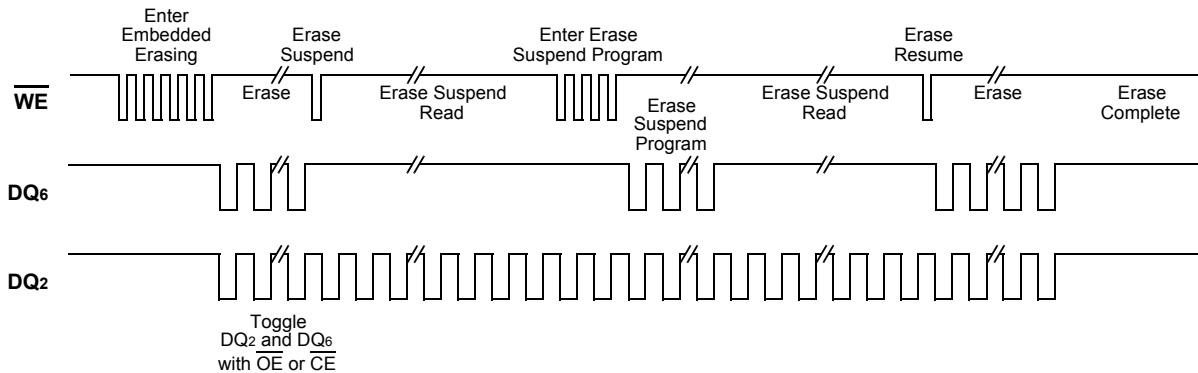 Enter
Embedded
Erasing
Erase
Suspend
Enter Erase
Suspend Program
Erase
Resume
WE
Erase
Erase Suspend
Read
Erase
Suspend
Program
Erase Suspend
Read
Erase
Erase
Complete
DQ6
DQ2
Toggle
DQ2 and DQ6
with OE or CE